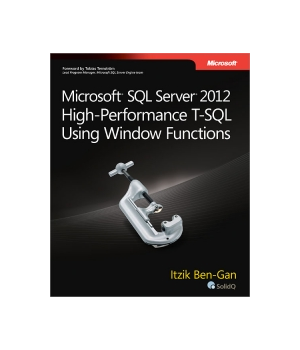 Foreword by Tobias Ternström
Lead Program Manager, Microsoft SQL Server Engine team
Microsoft
Microsoft® SQL Server® 2012
High-Performance T-SQL
Using Window Functions
Itzik Ben-Gan
SolidQ